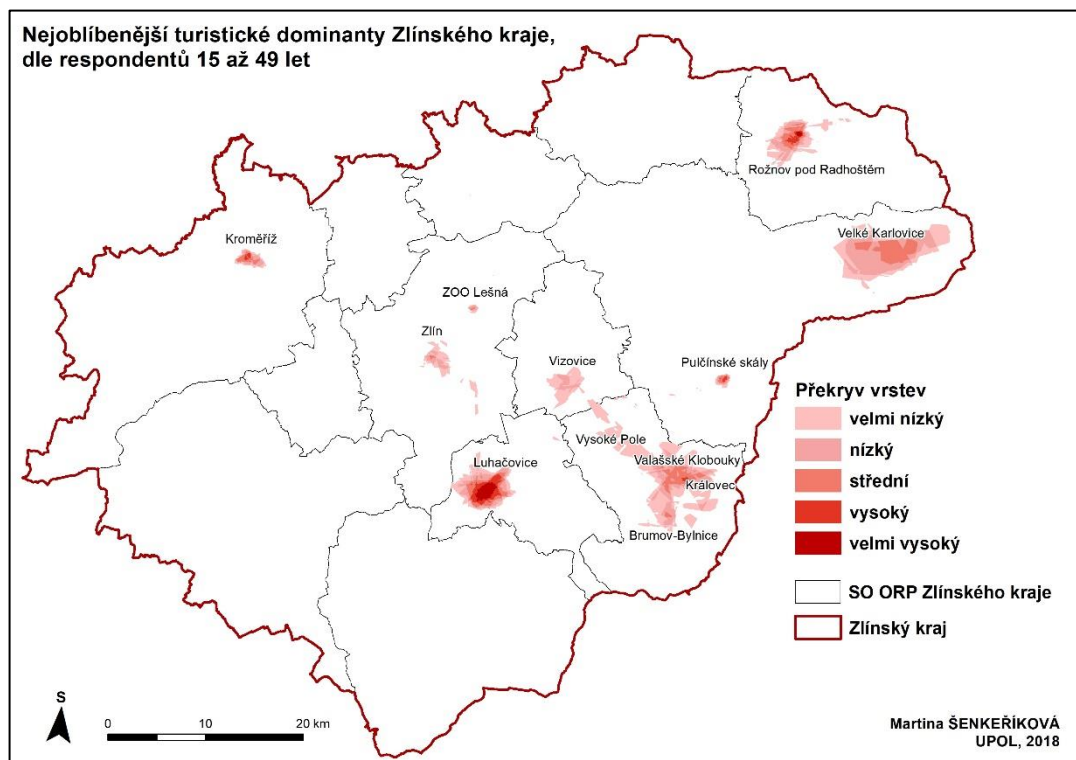 Nejoblíbenější turistické dominanty Zlínského kraje,
dle respondentů 15 až 49 let
Rožnov pod Radhoštěm
Kroměříž
Velké Karlovice
ZOO Lešná
Zlín
Vizovice
Pulčínské skály
Vysoké Pole
Luhačovice
Valašské Klobouky
Královec
Brumov-Bylnice
Překryv vrstev
velmi nízký
nízký
střední
vysoký
velmi vysoký
SO ORP Zlínského kraje
Zlínský kraj
S
0 10 20 km
Martina ŠENKEŘÍKOVÁ
UPOL, 2018